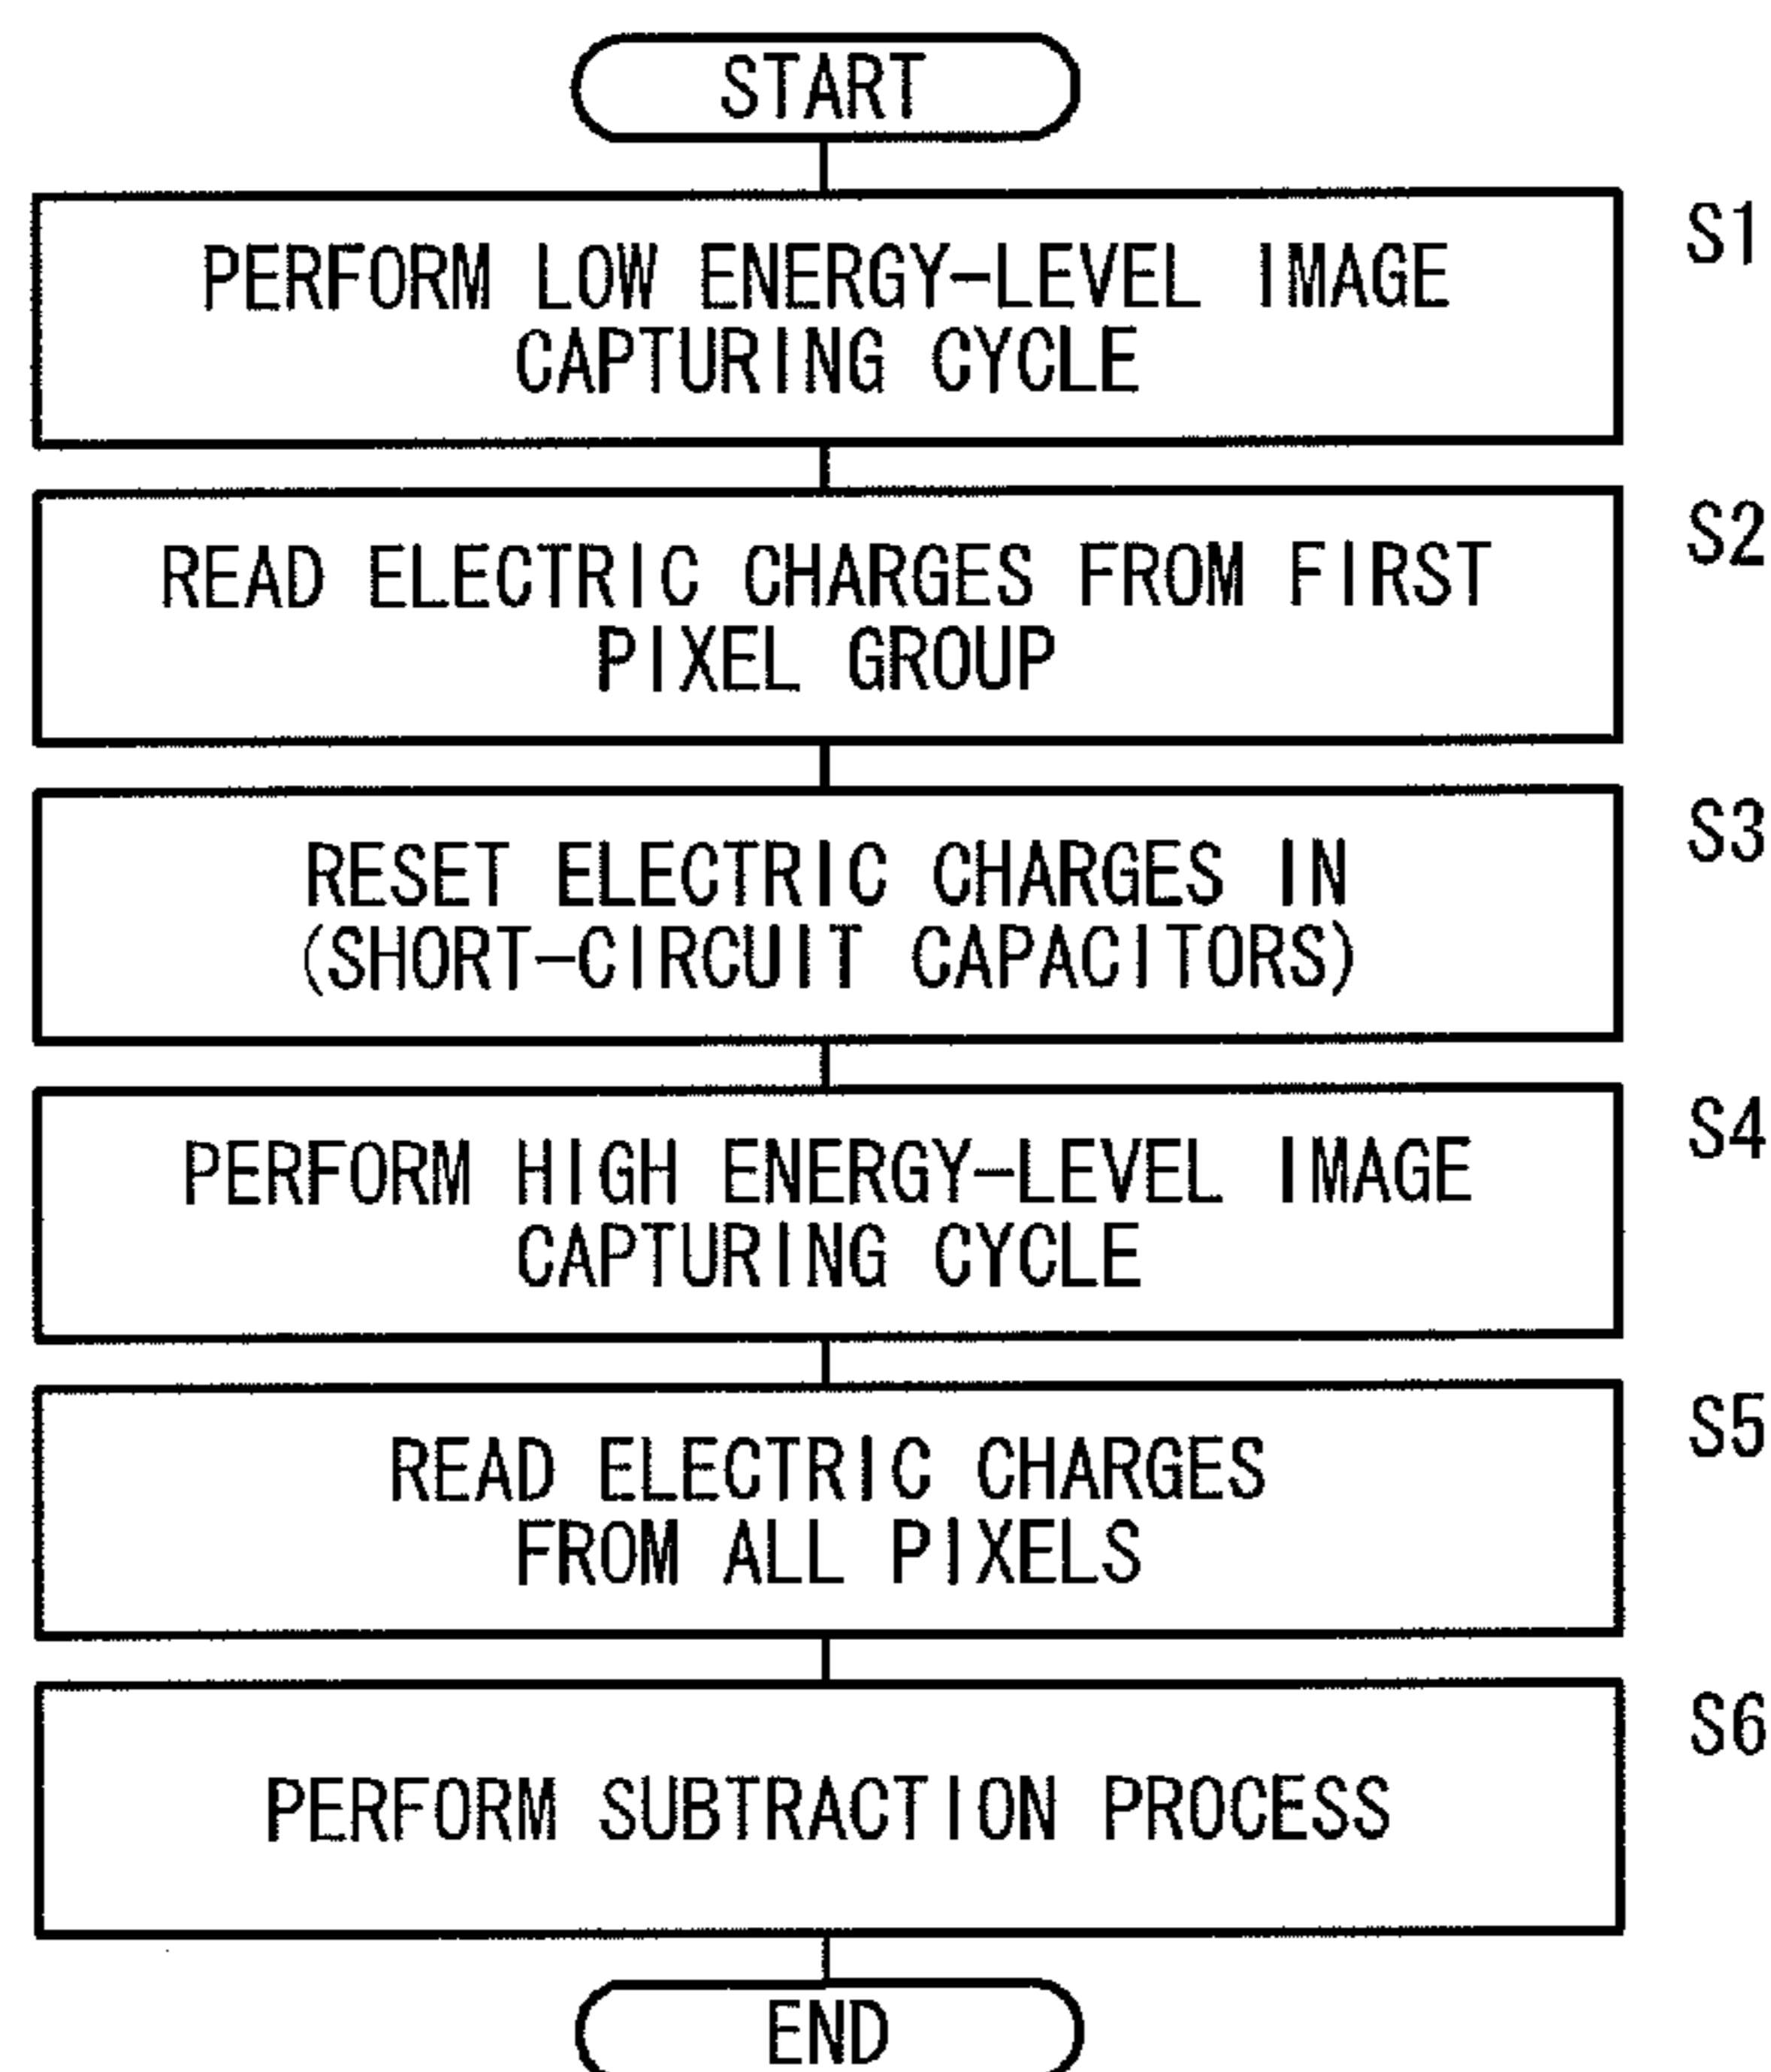 START
S1
PERFORM LOW ENERGY-LEVEL IMAGE
CAPTURING CYCLE
S2
READ ELECTRIC CHARGES FROM FIRST
PIXEL GROUP
S3
RESET ELECTRIC CHARGES IN
(SHORT-CIRCUIT CAPACITORS)
S4
PERFORM HIGH ENERGY-LEVEL IMAGE
CAPTURING CYCLE
S5
READ ELECTRIC CHARGES
FROM ALL PIXELS
S6
PERFORM SUBTRACTION PROCESS
END